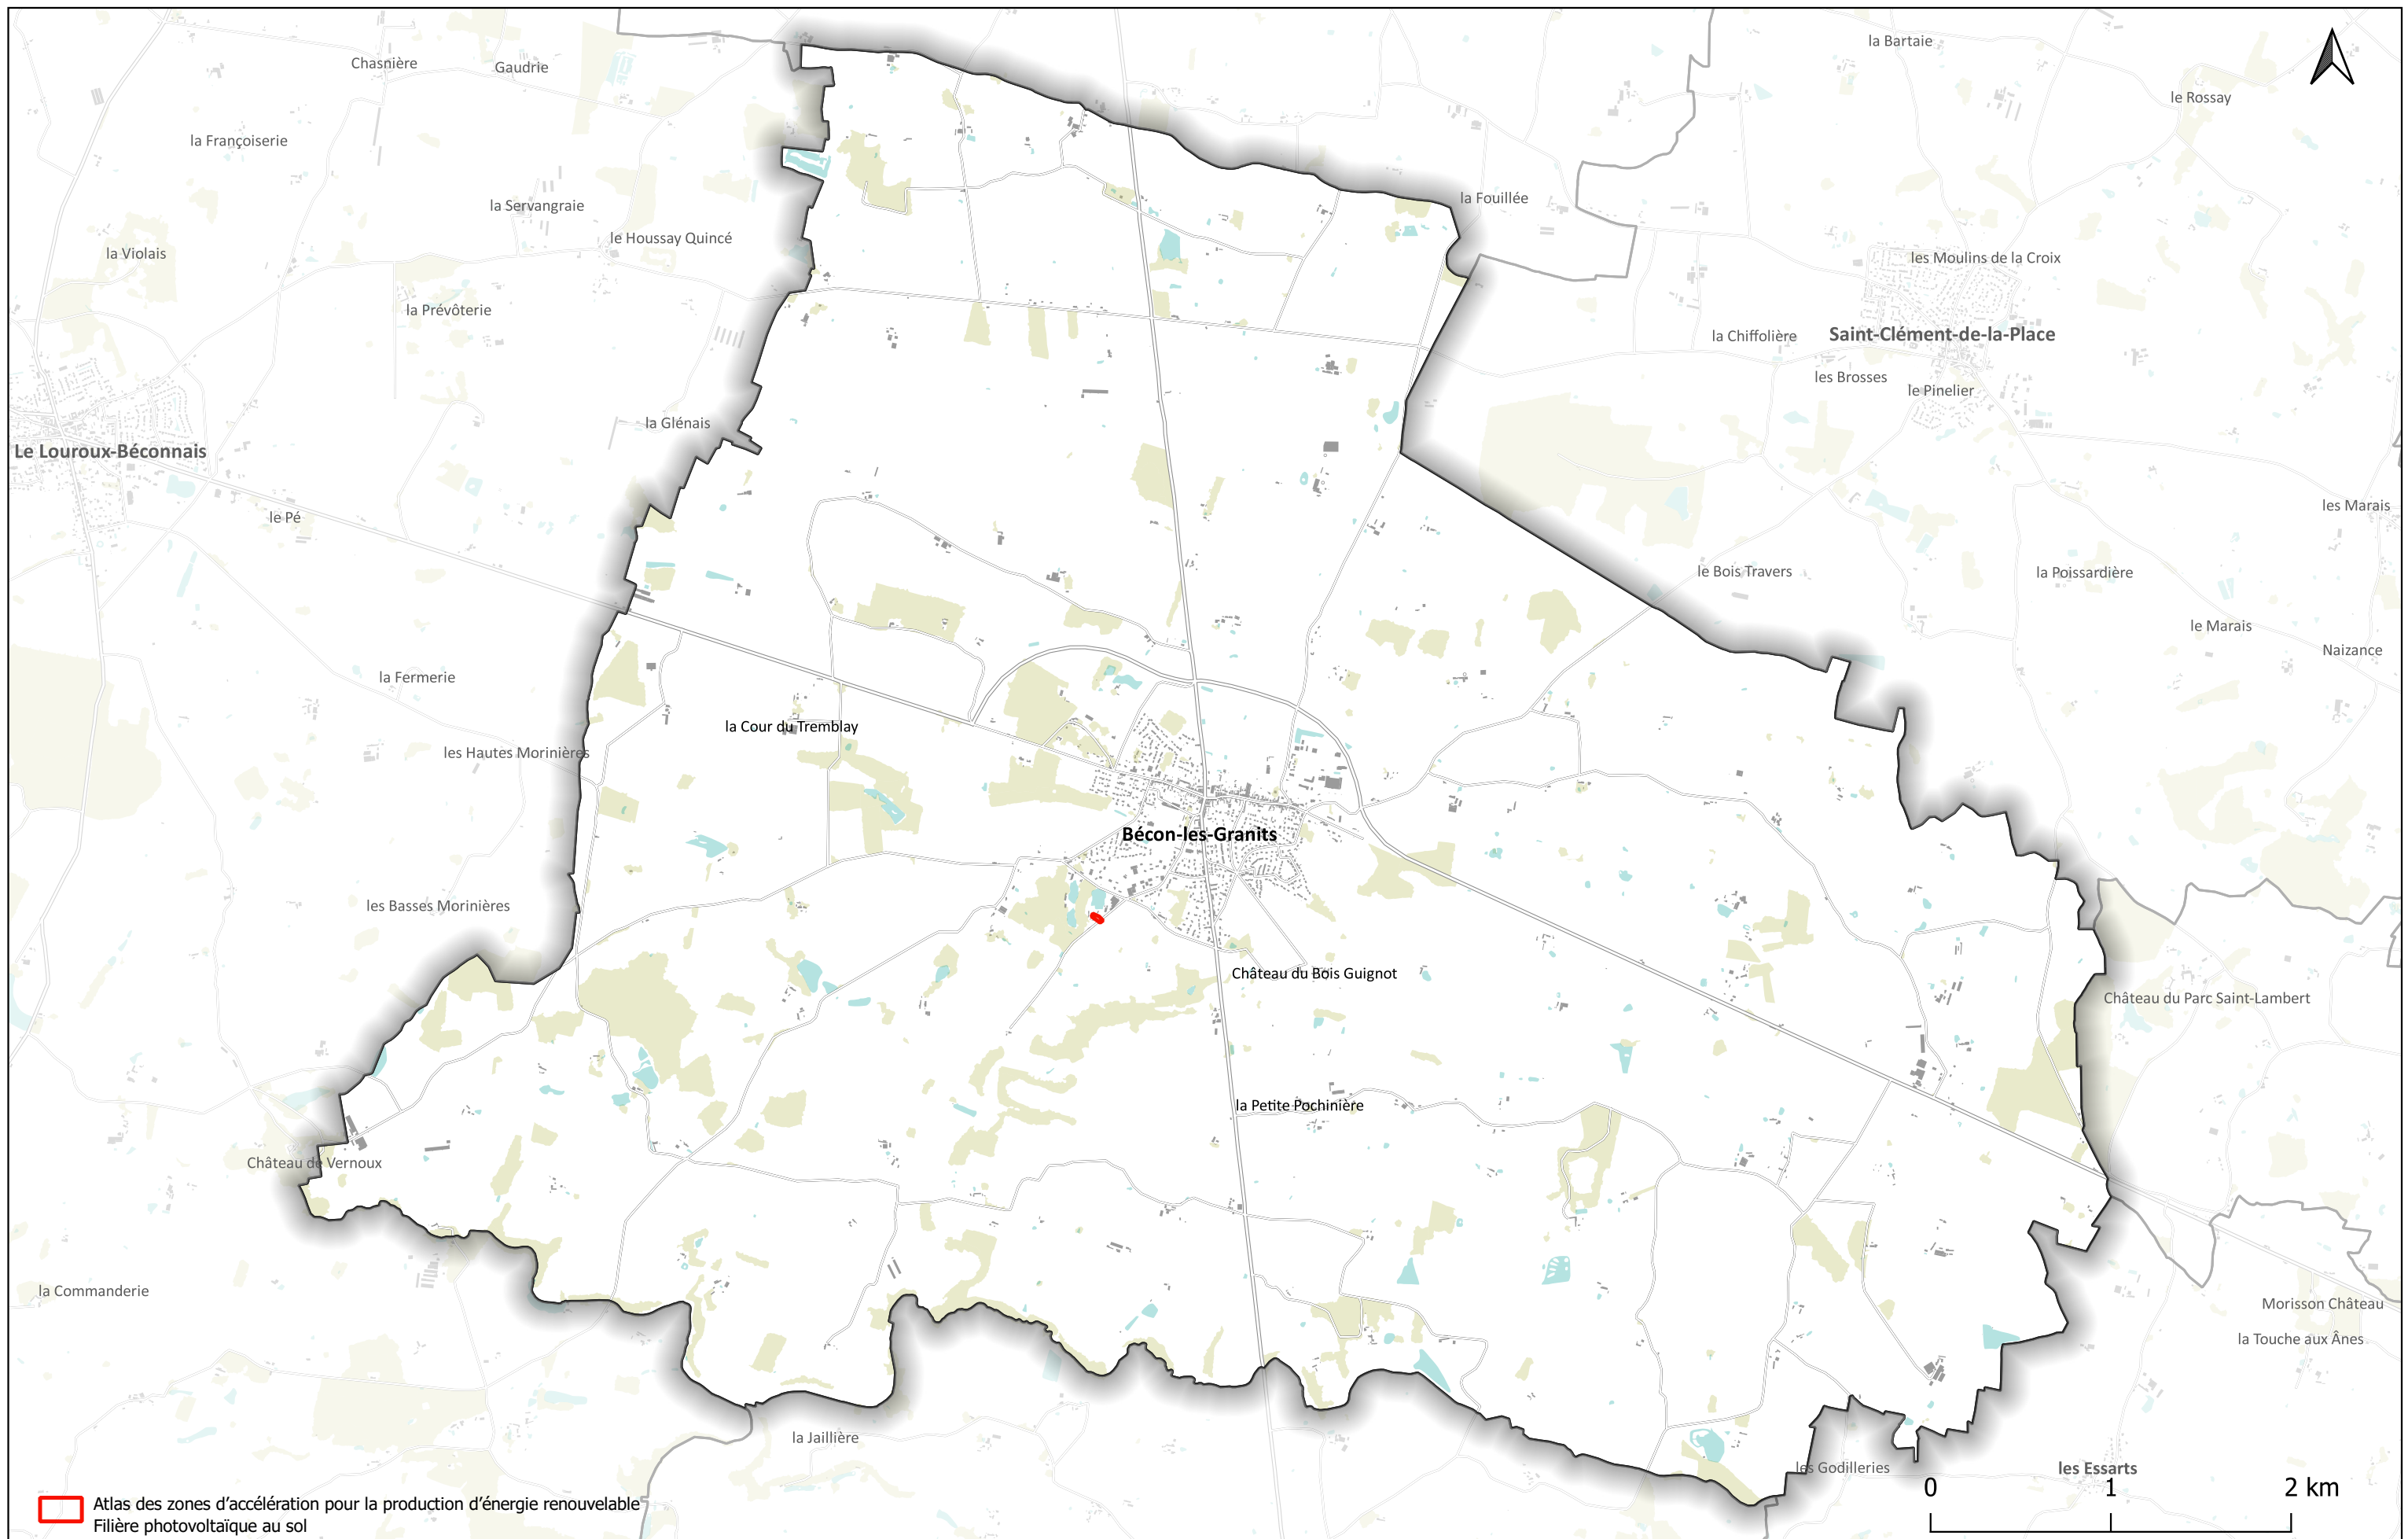 la Bartaie
Chasnière
Gaudrie
le Rossay
la Françoiserie
la Fouillée
la Servangraie
le Houssay Quincé
la Violais
les Moulins de la Croix
la Prévôterie
la Chiffolière
Saint-Clément-de-la-Place
les Brosses
le Pinelier
la Glénais
Le Louroux-Béconnais
les Marais
le Pé
le Bois Travers
la Poissardière
le Marais
Naizance
la Fermerie
la Cour du Tremblay
les Hautes Morinières
Bécon-les-Granits
les Basses Morinières
Château du Bois Guignot
Château du Parc Saint-Lambert
la Petite Pochinière
Château de Vernoux
la Commanderie
Morisson Château
la Touche aux Ânes
la Jaillière
les Godilleries
les Essarts
0 1 2 km
Atlas des zones d'accélération pour la production d'énergie renouvelable
Filière photovoltaïque au sol